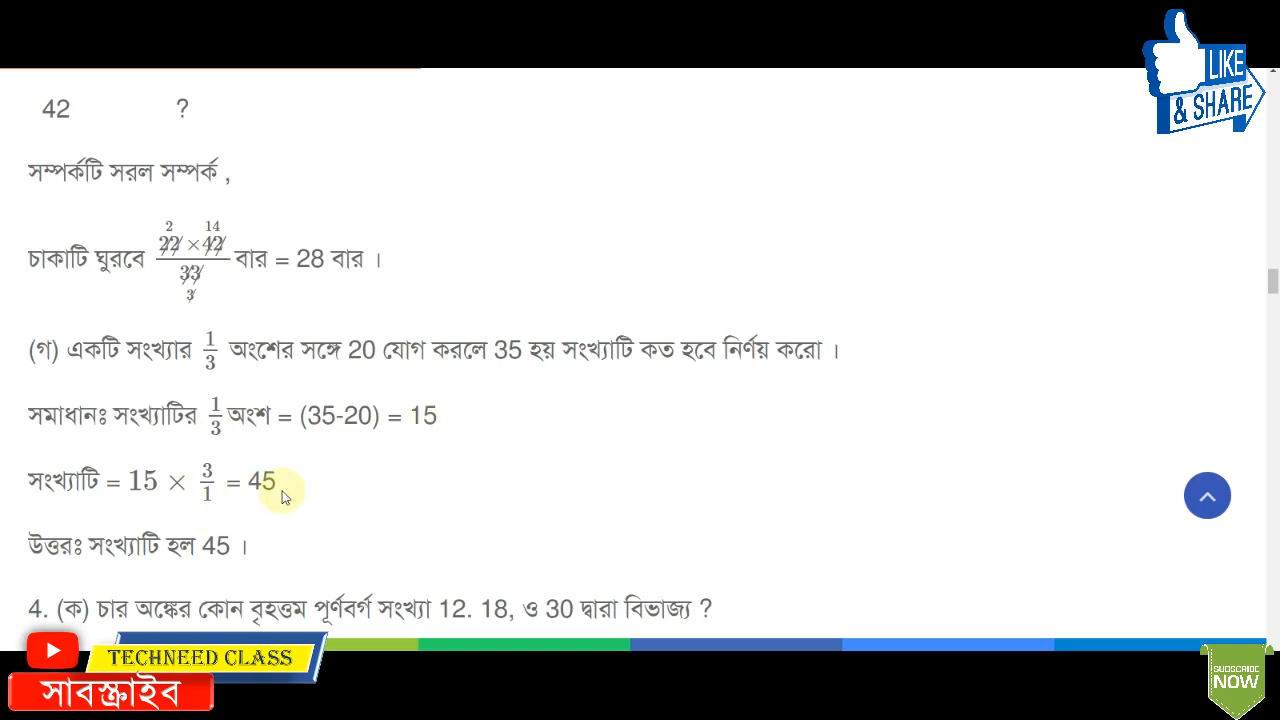 LIKE
& SHARE
42 ?
সম্পর্কটি সরল সম্পর্ক ,
2 14
চাকাটি ঘুরবে 22 × 42 / 33 বার = 28 বার ।
3
(গ) একটি সংখ্যার 1/3 অংশের সঙ্গে 20 যোগ করলে 35 হয় সংখ্যাটি কত হবে নির্ণয় করো ।
সমাধানঃ সংখ্যাটির 1/3 অংশ = (35-20) = 15
সংখ্যাটি = 15 × 3/1 = 45
উত্তরঃ সংখ্যাটি হল 45 ।
4. (ক) চার অঙ্কের কোন বৃহত্তম পূর্ণবর্গ সংখ্যা 12. 18, ও 30 দ্বারা বিভাজ্য ?
TECHNEED CLASS
সাবস্ক্রাইব
SUBSCRIBE
NOW